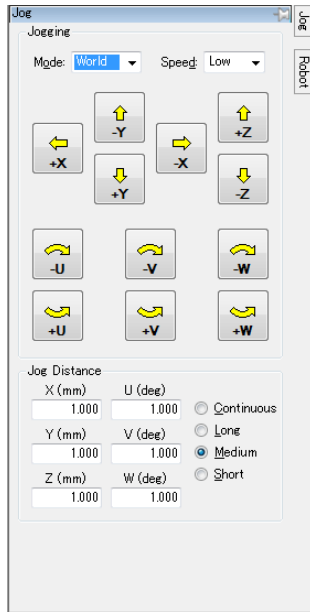 Jog
Jogging
Mode: World Speed: Low
-Y +Z
+X -X
+Y -Z
-U -V -W
+U +V +W
Jog Distance
X (mm) U (deg)
1.000 1.000 Continuous
Y (mm) V (deg) Long
1.000 1.000 Medium
Z (mm) W (deg) Short
1.000 1.000
Jog
Robot